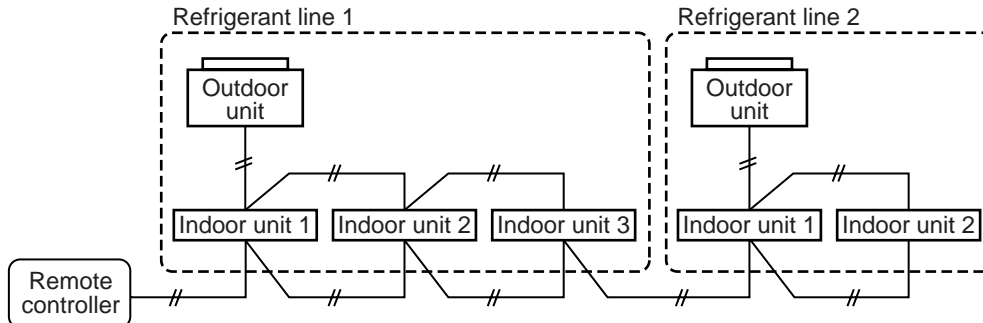 Refrigerant line 1
Refrigerant line 2
Outdoor
unit
Outdoor
unit
Indoor unit 1
Indoor unit 2
Indoor unit 3
Indoor unit 1
Indoor unit 2
Remote
controller